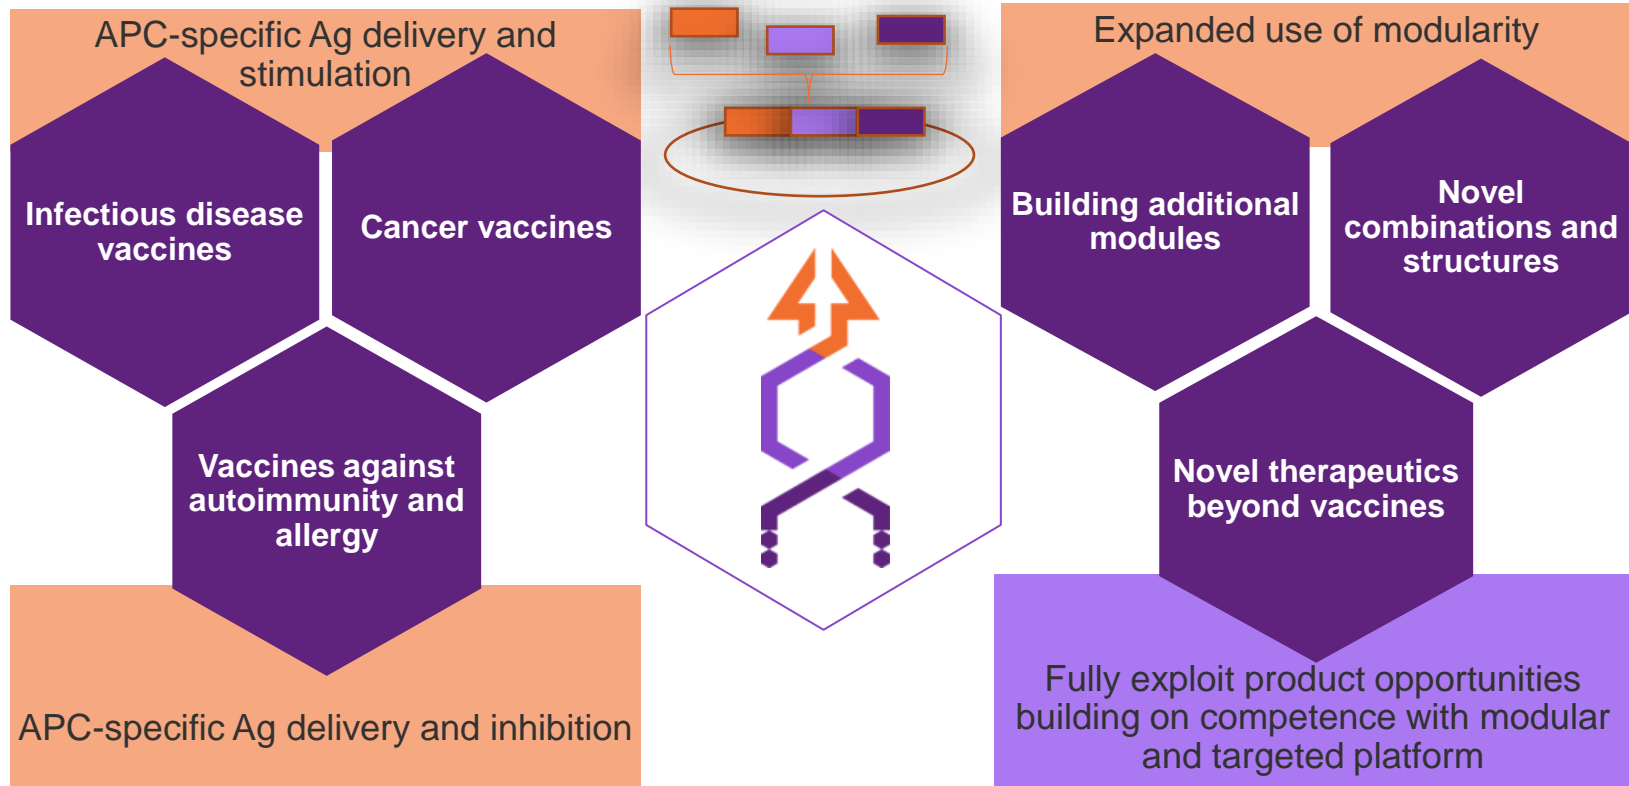 APC-specific Ag delivery and
stimulation
Infectious disease
vaccines
Cancer vaccines
Vaccines against
autoimmunity and
allergy
APC-specific Ag delivery and inhibition
Expanded use of modularity
Building additional
modules
Novel
combinations and
structures
Novel therapeutics
beyond vaccines
Fully exploit product opportunities
building on competence with modular
and targeted platform